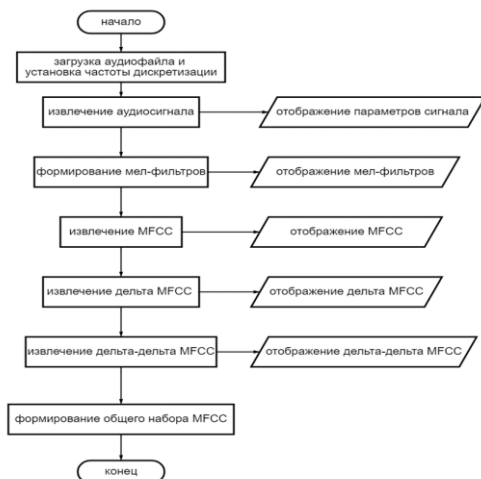 начало
загрузка аудиофайла и
установка частоты дискретизации
извлечение аудиосигнала
отображение параметров сигнала
формирование мел-фильтров
отображение мел-фильтров
извлечение MFCC
отображение MFCC
извлечение дельта MFCC
отображение дельта MFCC
извлечение дельта-дельта MFCC
отображение дельта-дельта MFCC
формирование общего набора MFCC
конец